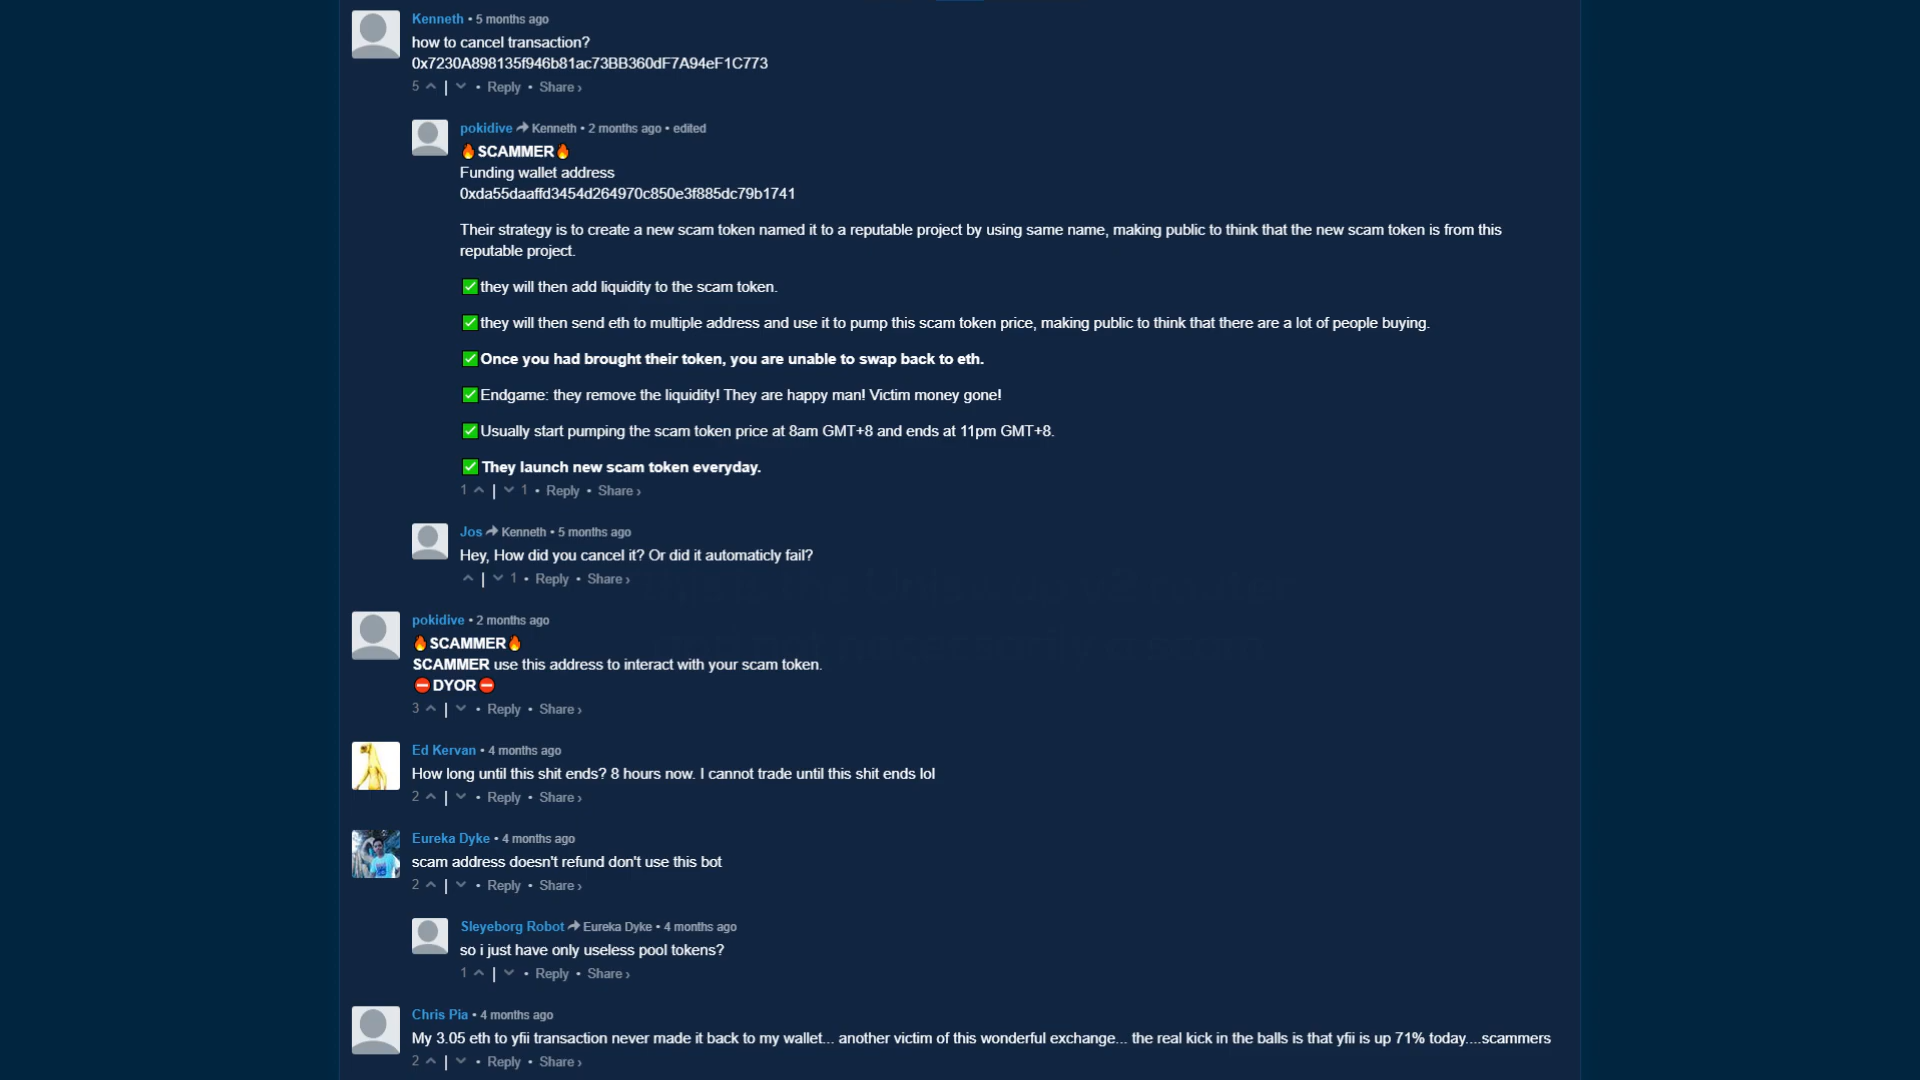 Kenneth • 5 months ago
how to cancel transaction?
0x7230A898135f946b81ac73BB360dF7A94eF1C773
5 | • Reply • Share ›
pokidive Kenneth • 2 months ago • edited
🔥SCAMMER🔥
Funding wallet address
0xda55daaffd3454d264970c850e3f885dc79b1741
Their strategy is to create a new scam token named it to a reputable project by using same name, making public to think that the new scam token is from this
reputable project.
✅they will then add liquidity to the scam token.
✅they will then send eth to multiple address and use it to pump this scam token price, making public to think that there are a lot of people buying.
✅Once you had brought their token, you are unable to swap back to eth.
✅Endgame: they remove the liquidity! They are happy man! Victim money gone!
✅Usually start pumping the scam token price at 8am GMT+8 and ends at 11pm GMT+8.
✅They launch new scam token everyday.
1 | 1 • Reply • Share ›
Jos Kenneth • 5 months ago
Hey, How did you cancel it? Or did it automaticly fail?
| 1 • Reply • Share ›
pokidive • 2 months ago
🔥SCAMMER🔥
SCAMMER use this address to interact with your scam token.
⛔DYOR⛔
3 | • Reply • Share ›
Ed Kervan • 4 months ago
How long until this shit ends? 8 hours now. I cannot trade until this shit ends lol
2 | • Reply • Share ›
Eureka Dyke • 4 months ago
scam address doesn't refund don't use this bot
2 | • Reply • Share ›
Sleyeborg Robot Eureka Dyke • 4 months ago
so i just have only useless pool tokens?
1 | • Reply • Share ›
Chris Pia • 4 months ago
My 3.05 eth to yfii transaction never made it back to my wallet... another victim of this wonderful exchange... the real kick in the balls is that yfii is up 71% today....scammers
2 | • Reply • Share ›